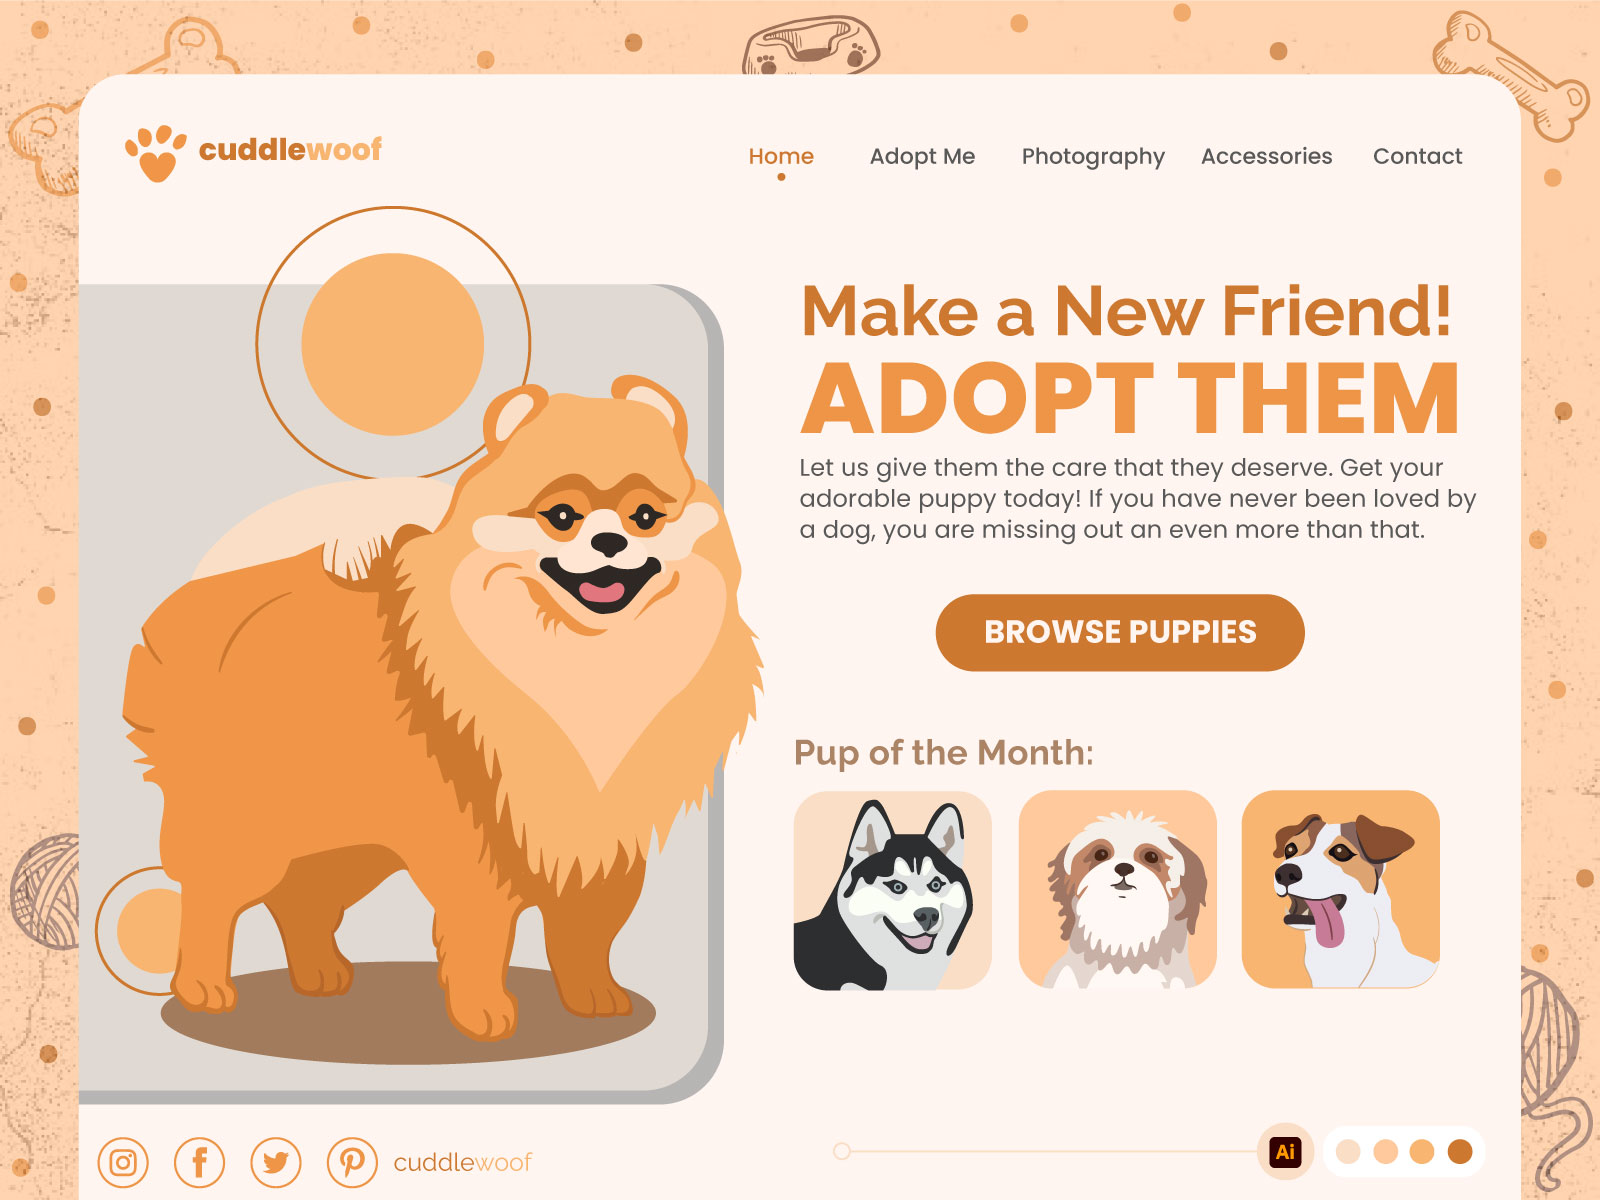 cuddlewoof
Home Adopt Me Photography Accessories Contact
Make a New Friend!
ADOPT THEM
Let us give them the care that they deserve. Get your
adorable puppy today! If you have never been loved by
a dog, you are missing out an even more than that.
BROWSE PUPPIES
Pup of the Month:
cuddlewoof
Ai